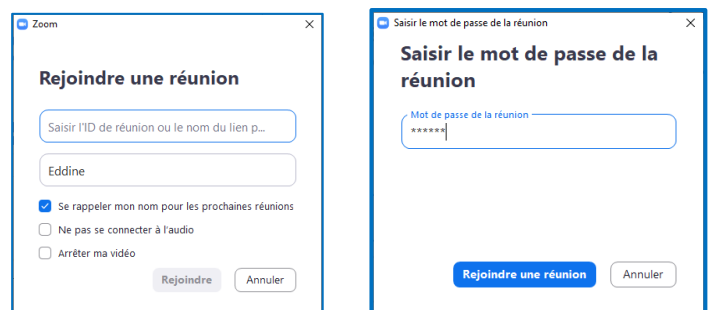 Zoom
Rejoindre une réunion
Saisir l'ID de réunion ou le nom du lien p...
Eddine
Se rappeler mon nom pour les prochaines réunions
Ne pas se connecter à l'audio
Arrêter ma vidéo
Rejoindre
Annuler
Saisir le mot de passe de la réunion
Saisir le mot de passe de la
réunion
Mot de passe de la réunion
******
Rejoindre une réunion
Annuler